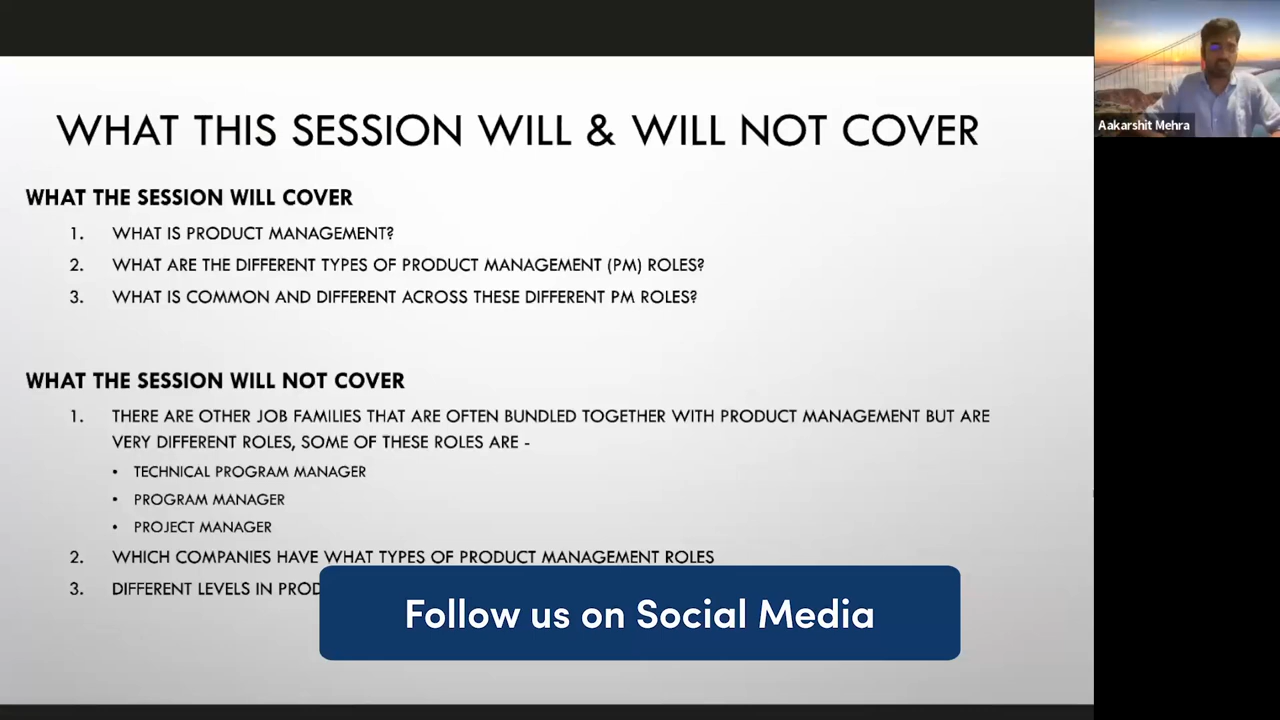 WHAT THIS SESSION WILL & WILL NOT COVER
WHAT THE SESSION WILL COVER
1. WHAT IS PRODUCT MANAGEMENT?
2. WHAT ARE THE DIFFERENT TYPES OF PRODUCT MANAGEMENT (PM) ROLES?
3. WHAT IS COMMON AND DIFFERENT ACROSS THESE DIFFERENT PM ROLES?
WHAT THE SESSION WILL NOT COVER
1. THERE ARE OTHER JOB FAMILIES THAT ARE OFTEN BUNDLED TOGETHER WITH PRODUCT MANAGEMENT BUT ARE
VERY DIFFERENT ROLES, SOME OF THESE ROLES ARE -
• TECHNICAL PROGRAM MANAGER
• PROGRAM MANAGER
• PROJECT MANAGER
2. WHICH COMPANIES HAVE WHAT TYPES OF PRODUCT MANAGEMENT ROLES
3. DIFFERENT LEVELS IN
Follow us on Social Media
Aakarshit Mehra